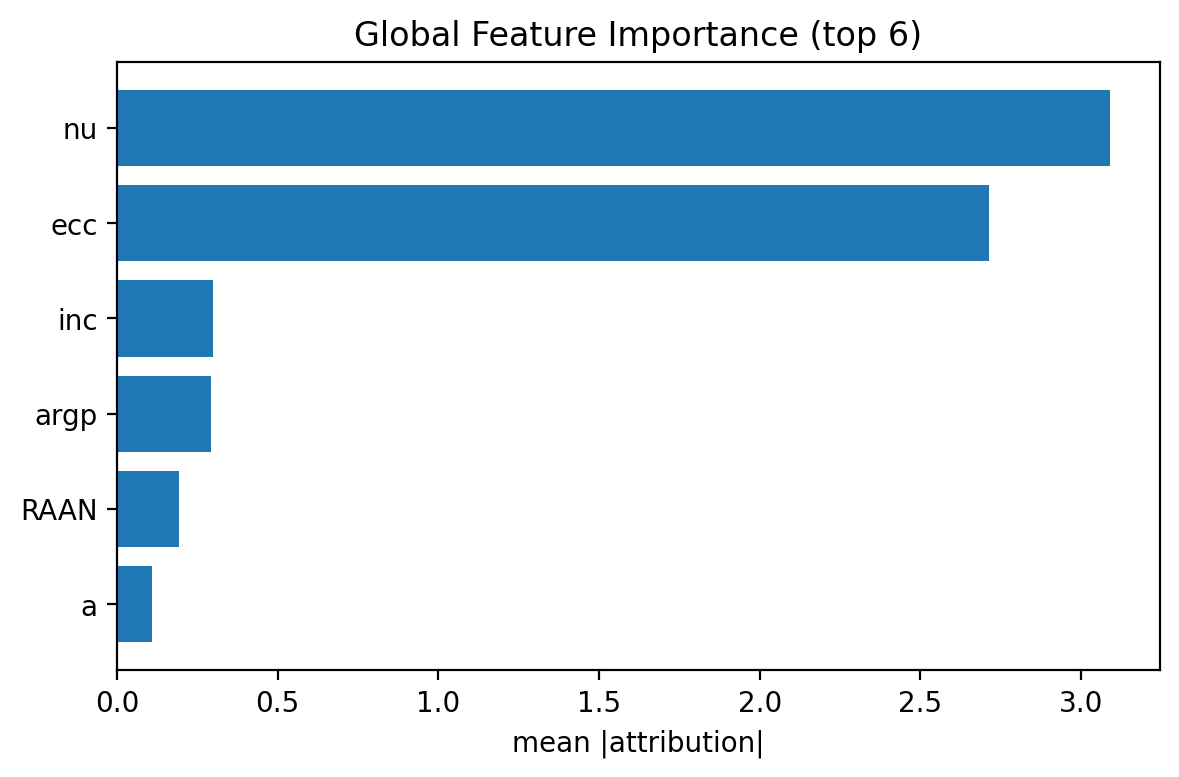 Global Feature Importance (top 6)
nu
ecc
inc
argp
RAAN
a
0.0 0.5 1.0 1.5 2.0 2.5 3.0
mean |attribution|